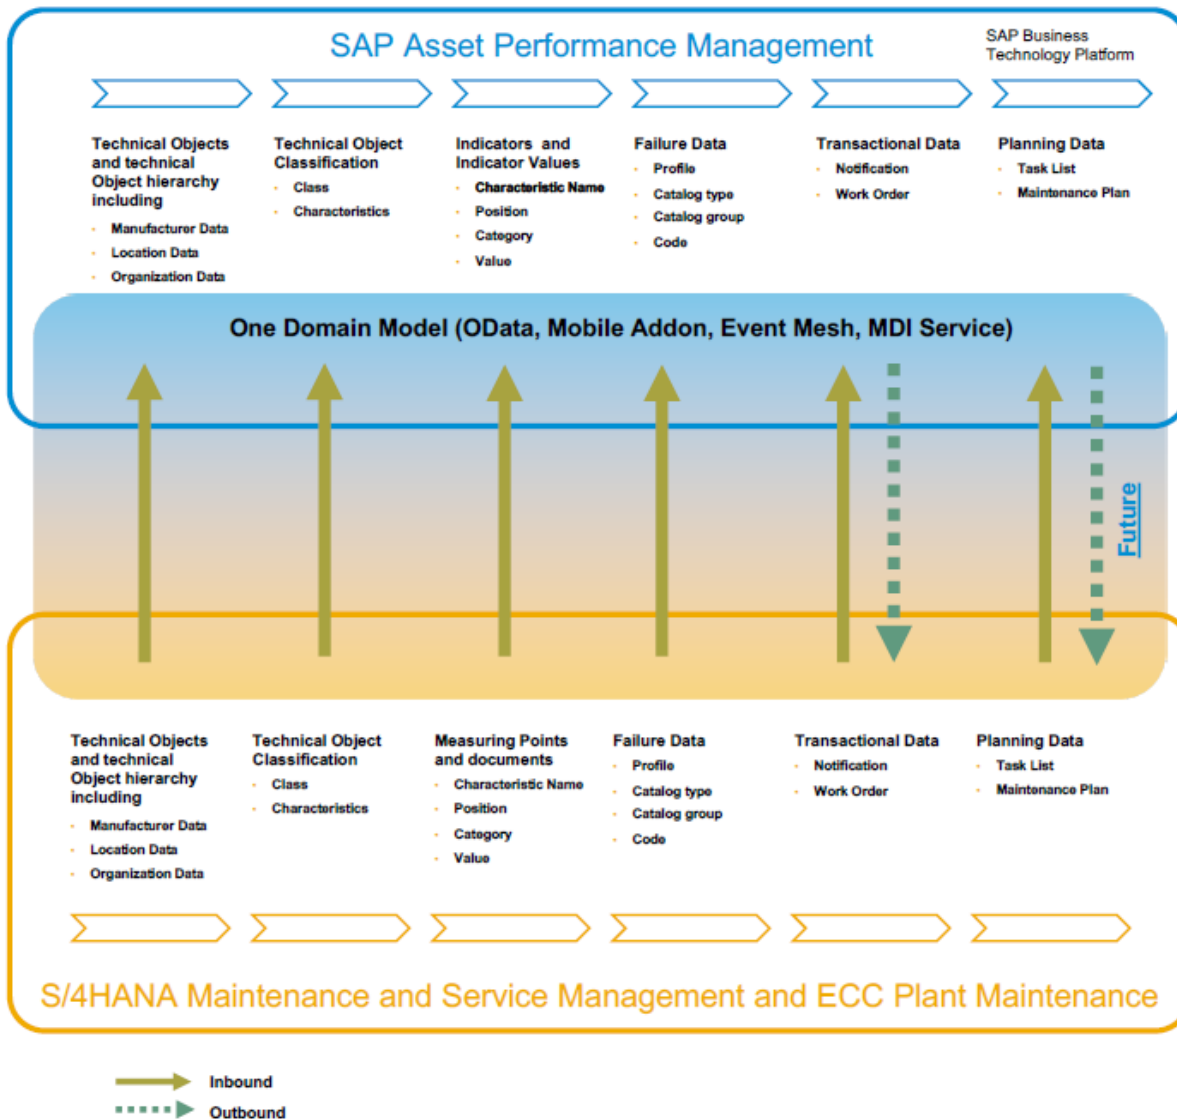 SAP Asset Performance Management
SAP Business
Technology Platform
Technical Objects
and technical
Object hierarchy
including
Manufacturer Data
Location Data
Organization Data
Technical Object
Classification
Class
Characteristics
Indicators and
Indicator Values
Characteristic Name
Position
Category
Value
Failure Data
Profile
Catalog type
Catalog group
Code
Transactional Data
Notification
Work Order
Planning Data
Task List
Maintenance Plan
One Domain Model (OData, Mobile Addon, Event Mesh, MDI Service)
Future
Technical Objects
and technical
Object hierarchy
including
Manufacturer Data
Location Data
Organization Data
Technical Object
Classification
Class
Characteristics
Measuring Points
and documents
Characteristic Name
Position
Category
Value
Failure Data
Profile
Catalog type
Catalog group
Code
Transactional Data
Notification
Work Order
Planning Data
Task List
Maintenance Plan
S/4HANA Maintenance and Service Management and ECC Plant Maintenance
Inbound
Outbound